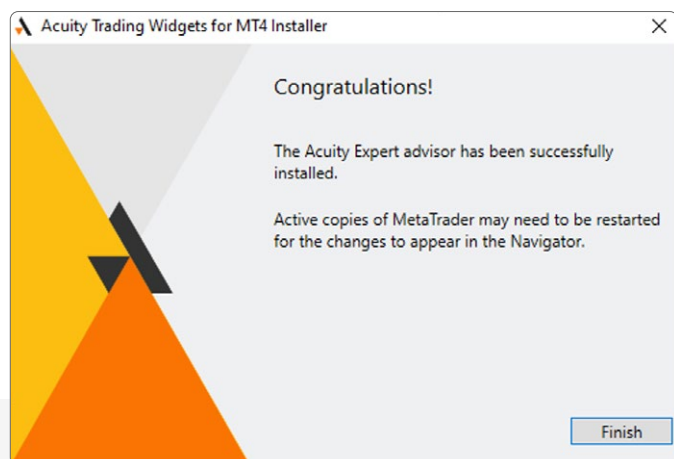 Acuity Trading Widgets for MT4 Installer
Congratulations!
The Acuity Expert advisor has been successfully
installed.
Active copies of MetaTrader may need to be restarted
for the changes to appear in the Navigator.
Finish